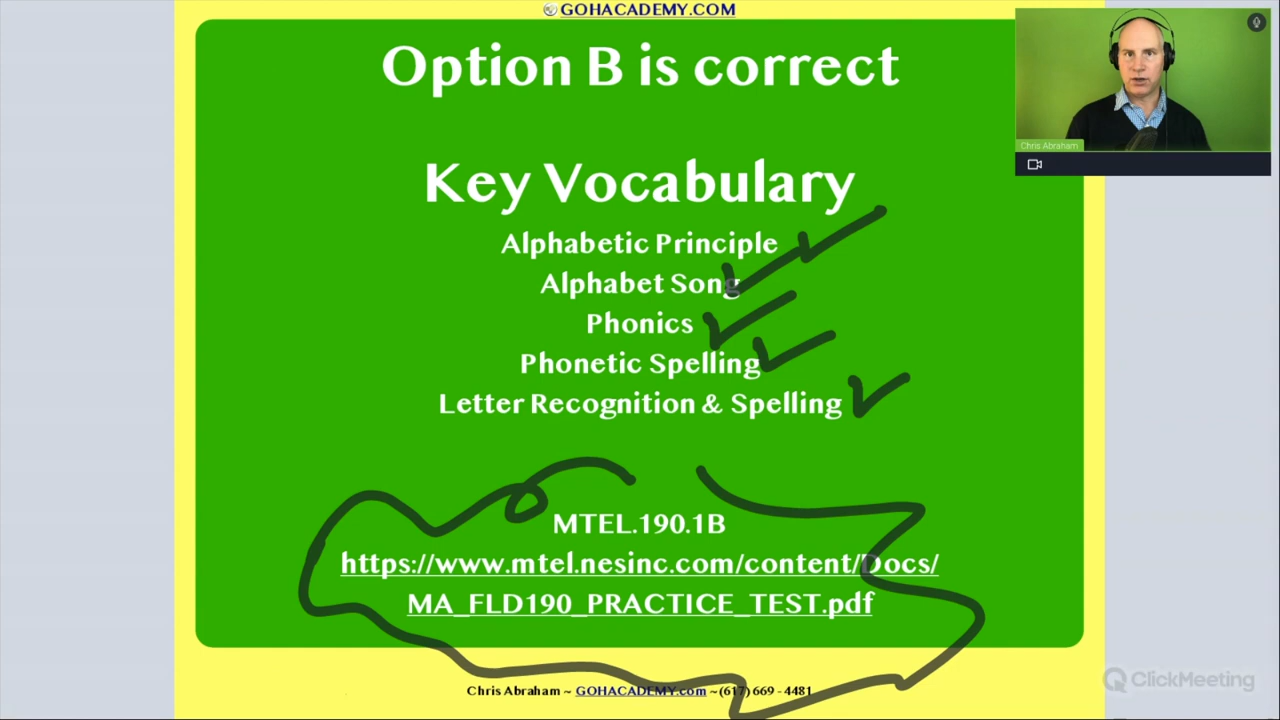 GOHACADEMY.COM
Option B is correct
Key Vocabulary
Alphabetic Principle
Alphabet Song
Phonics
Phonetic Spelling
Letter Recognition & Spelling
MTEL.190.1B
https://www.mtel.nesinc.com/content/Docs/
MA_FLD190_PRACTICE_TEST.pdf
Chris Abraham ~ GOHACADEMY.com ~(617) 669 - 4481
Chris Abraham
ClickMeeting